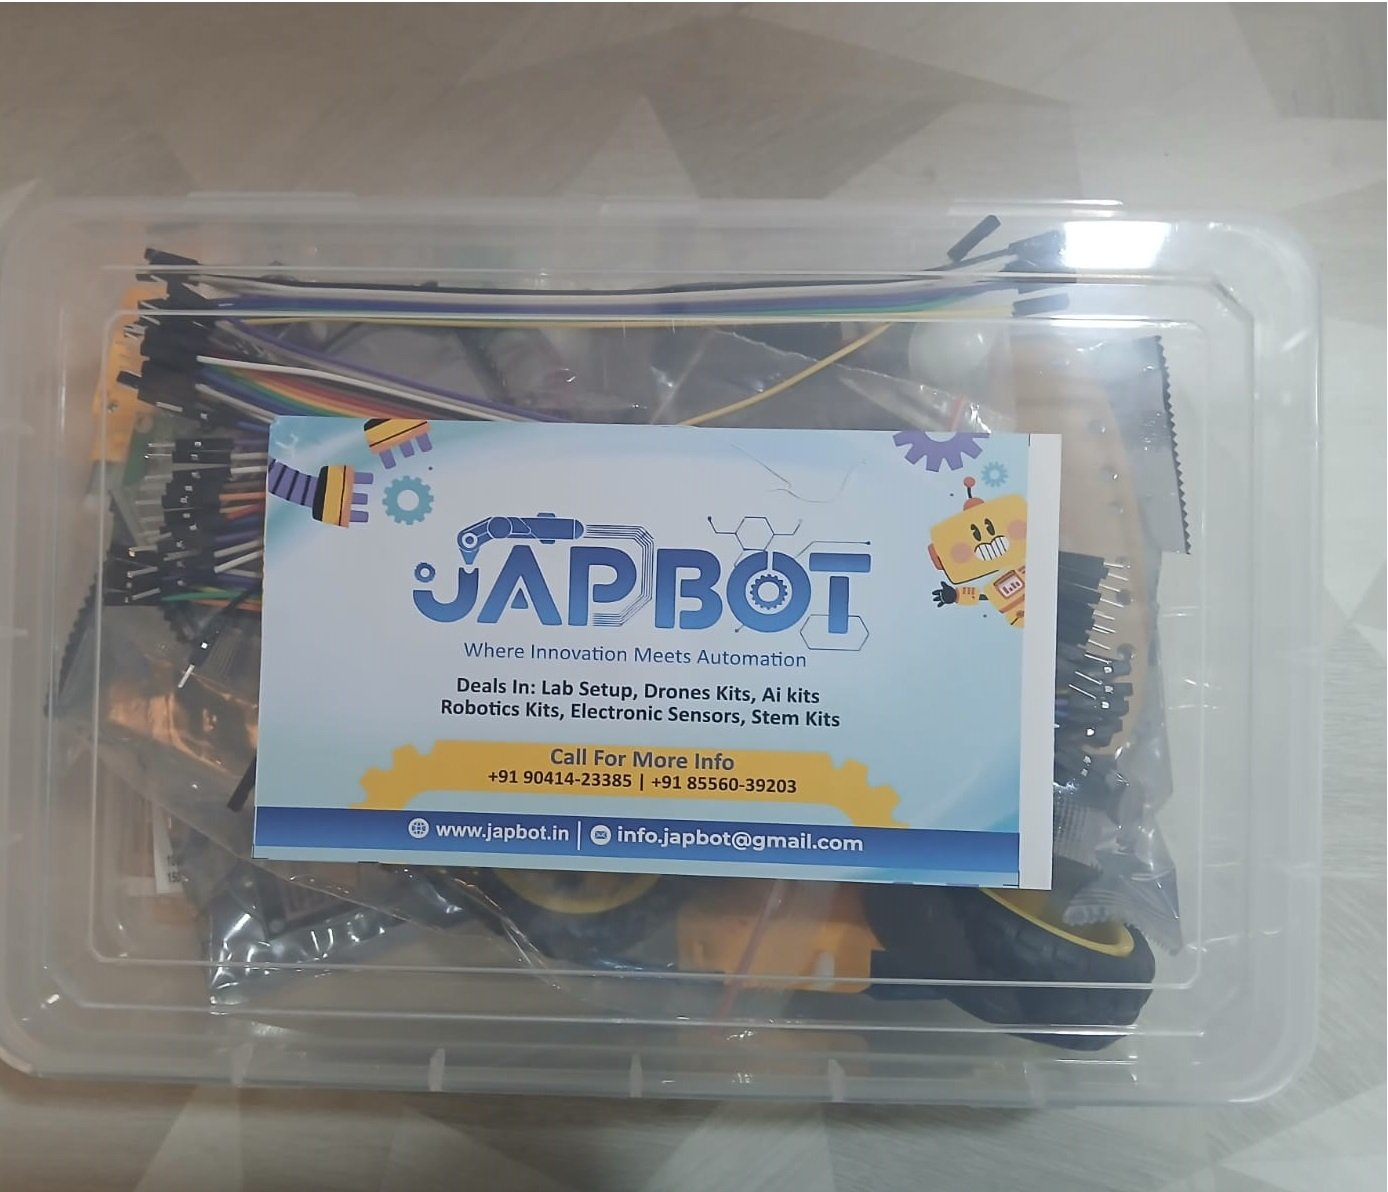 JAPBOT
Where Innovation Meets Automation
Deals In: Lab Setup, Drones Kits, Ai kits
Robotics Kits, Electronic Sensors, Stem Kits
Call For More Info
+91 90414-23385 | +91 85560-39203
www.japbot.in | info.japbot@gmail.com